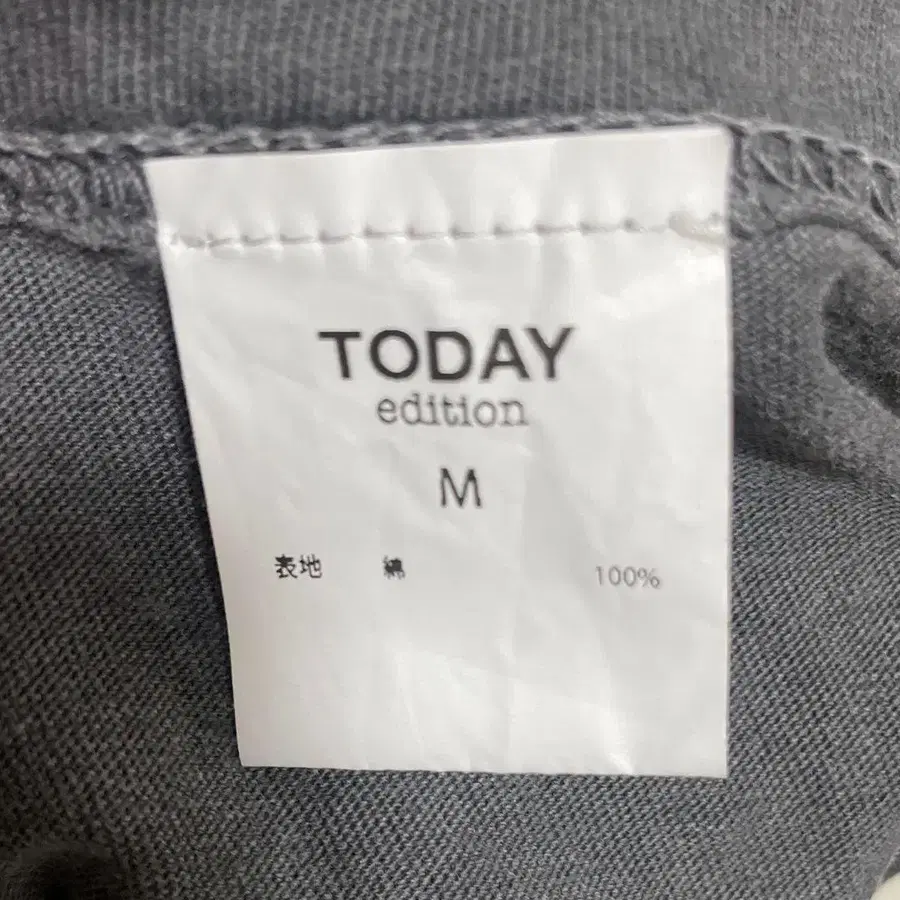 TODAY
edition
M
表地 綿 100%